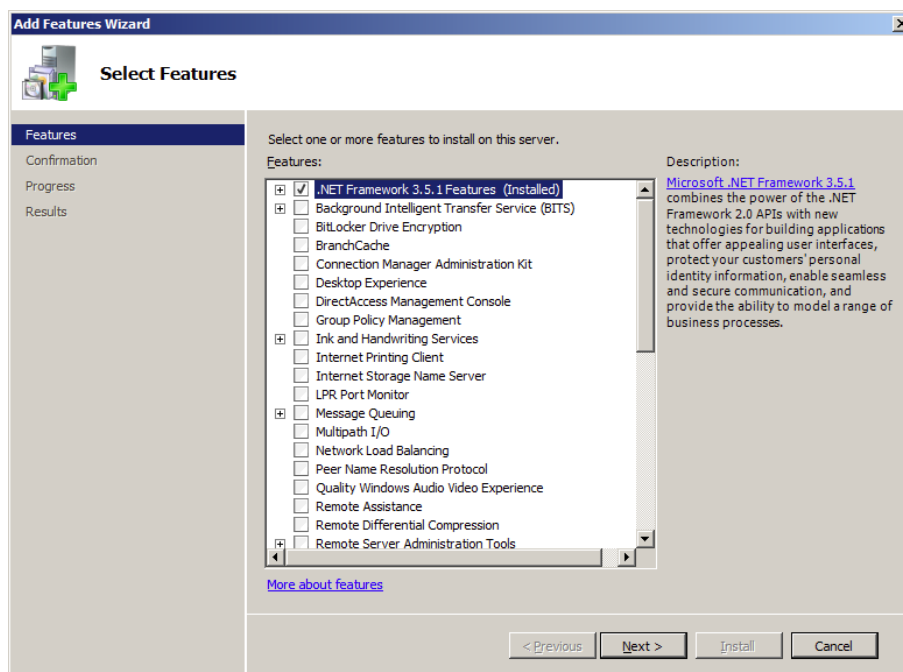 Add Features Wizard
Select Features
Features
Confirmation
Progress
Results
Select one or more features to install on this server.
Features:
.NET Framework 3.5.1 Features (Installed)
Background Intelligent Transfer Service (BITS)
BitLocker Drive Encryption
BranchCache
Connection Manager Administration Kit
Desktop Experience
DirectAccess Management Console
Group Policy Management
Ink and Handwriting Services
Internet Printing Client
Internet Storage Name Server
LPR Port Monitor
Message Queuing
Multipath I/O
Network Load Balancing
Peer Name Resolution Protocol
Quality Windows Audio Video Experience
Remote Assistance
Remote Differential Compression
Remote Server Administration Tools
More about features
Description:
Microsoft .NET Framework 3.5.1
combines the power of the .NET
Framework 2.0 APIs with new
technologies for building applications
that offer appealing user interfaces,
protect your customers' personal
identity information, enable seamless
and secure communication, and
provide the ability to model a range of
business processes.
< Previous
Next >
Install
Cancel